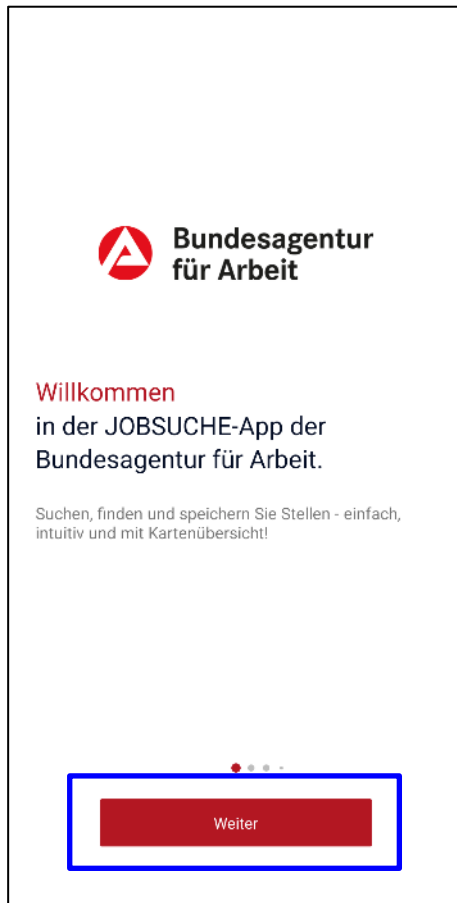 Bundesagentur
für Arbeit
Willkommen
in der JOBSUCHE-App der
Bundesagentur für Arbeit.
Suchen, finden und speichern Sie Stellen - einfach,
intuitiv und mit Kartenübersicht!
Weiter